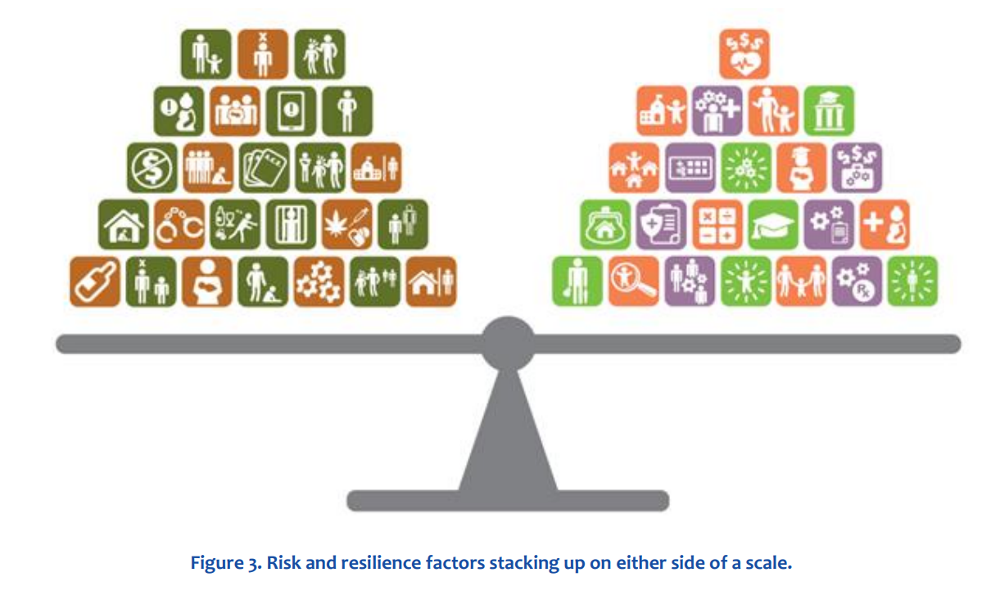 Figure 3. Risk and resilience factors stacking up on either side of a scale.